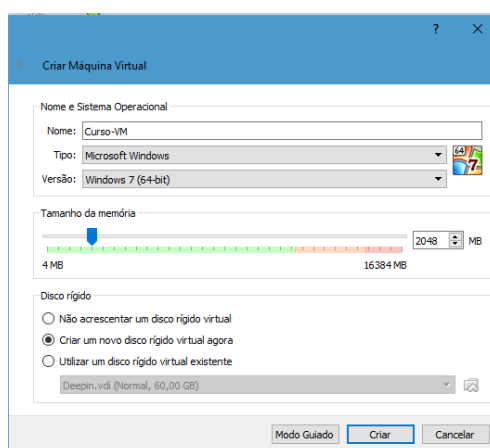 ?
Criar Máquina Virtual
Nome e Sistema Operacional
Nome: Curso-VM
Tipo: Microsoft Windows
64
7
Versão: Windows 7 (64-bit)
Tamanho da memória
2048 MB
4 MB 16384 MB
Disco rígido
Não acrescentar um disco rígido virtual
Criar um novo disco rígido virtual agora
Utilizar um disco rígido virtual existente
Deepin.vdi (Normal, 60,00 GB)
Modo Guiado Criar Cancelar